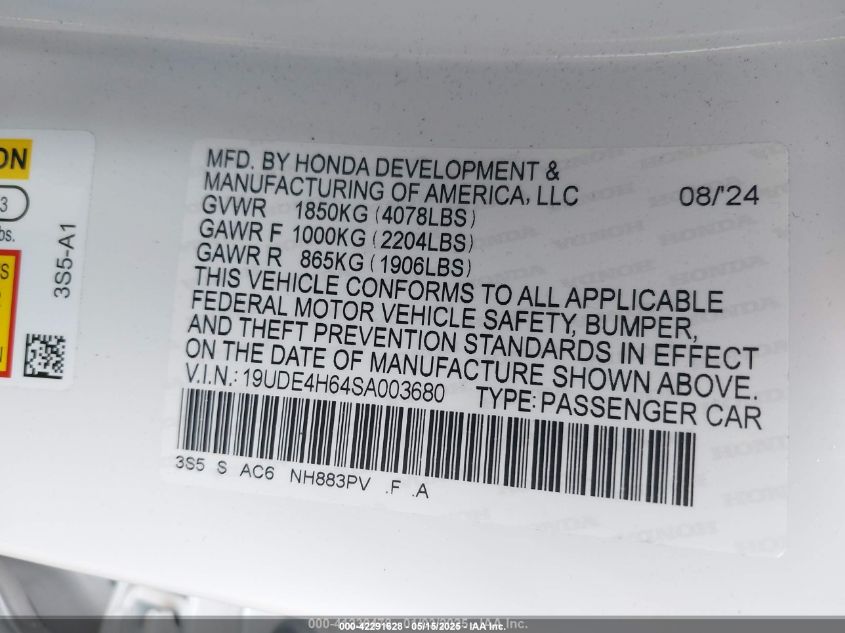 ON
3
bs.
S
N
3S5-A1
MFD. BY HONDA DEVELOPMENT &
MANUFACTURING OF AMERICA, LLC 08/'24
GVWR 1850KG (4078LBS)
GAWR F 1000KG (2204LBS)
GAWR R 865KG (1906LBS)
THIS VEHICLE CONFORMS TO ALL APPLICABLE
FEDERAL MOTOR VEHICLE SAFETY, BUMPER,
AND THEFT PREVENTION STANDARDS IN EFFECT
ON THE DATE OF MANUFACTURE SHOWN ABOVE.
V.I.N.: 19UDE4H64SA003680 TYPE: PASSENGER CAR
3S5 S AC6 NH883PV .F .A
000-42291628 - 05/15/2025 - IAA Inc.